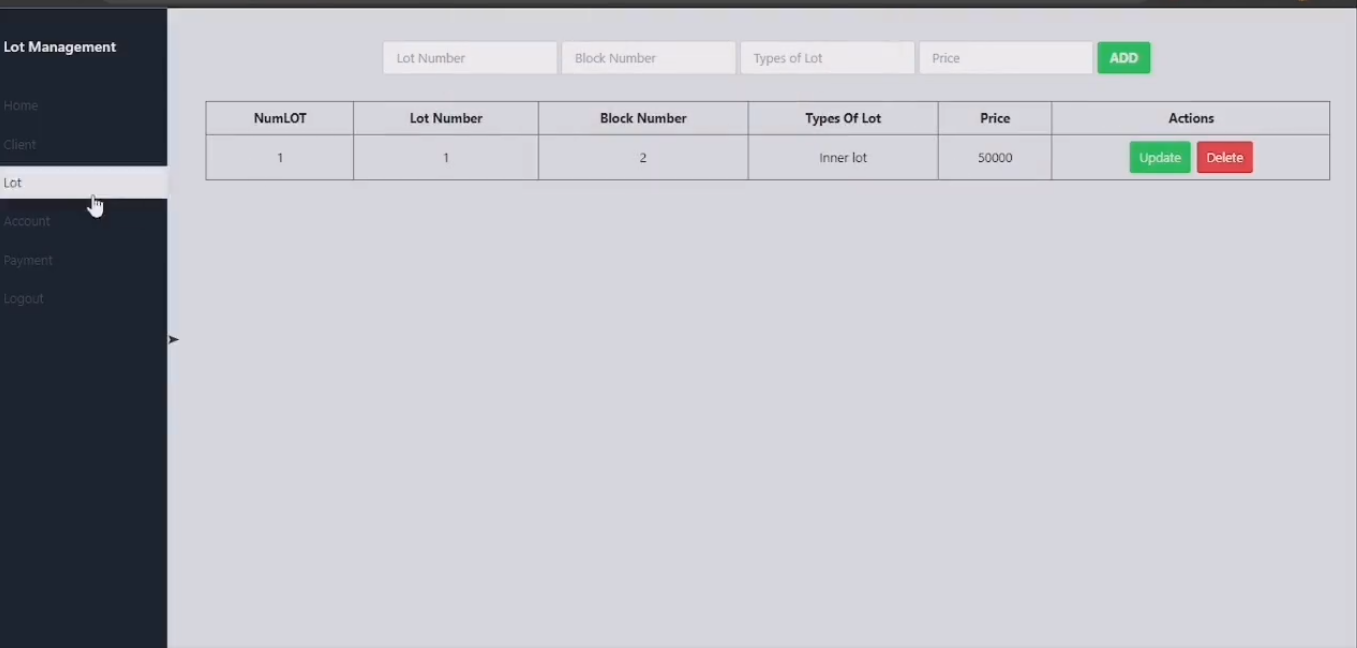 Lot Management
Home
Client
Lot
Account
Payment
Logout
Lot Number Block Number Types of Lot Price ADD
NumLOT Lot Number Block Number Types Of Lot Price Actions
1 1 2 Inner lot 50000 Update Delete